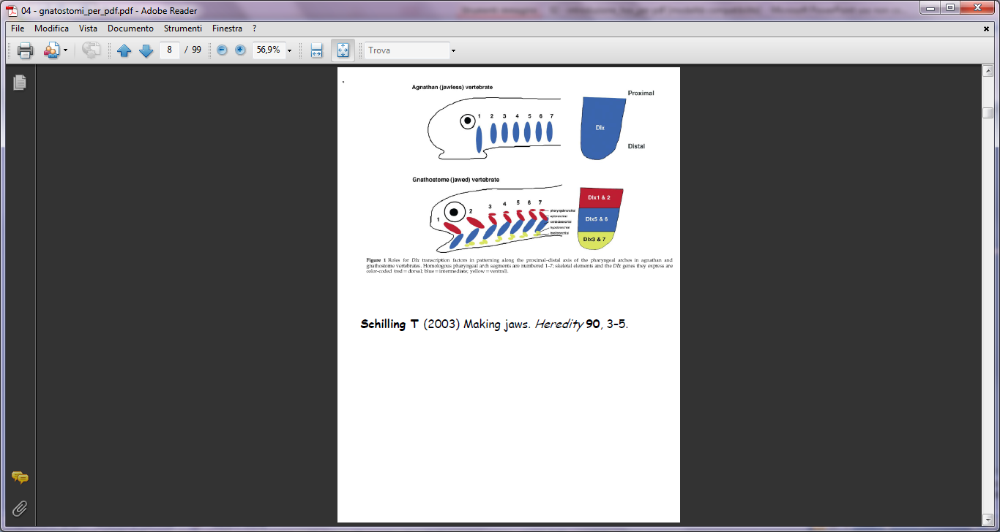 04 - gnatostomi_per_pdf.pdf - Adobe Reader
File Modifica Vista Documento Strumenti Finestra ?
8 / 99 56,9% Trova
Agnathan (jawless) vertebrate
Proximal
1 2 3 4 5 6 7
Dlx
Distal
Gnathostome (jawed) vertebrate
1 2 3 4 5 6 7
Dlx1 & 2
pharyngobranchial
epibranchial
ceratobranchial
hypobranchial
basibranchial
Dlx5 & 6
Dlx3 & 7
Figure 1 Roles for Dlx transcription factors in patterning along the proximal–distal axis of the pharyngeal arches in agnathan and
gnathostome vertebrates. Homologous pharyngeal arch segments are numbered 1–7; skeletal elements and the Dlx genes they express are
color-coded (red = dorsal; blue = intermediate; yellow = ventral).
Schilling T (2003) Making jaws. Heredity 90, 3–5.